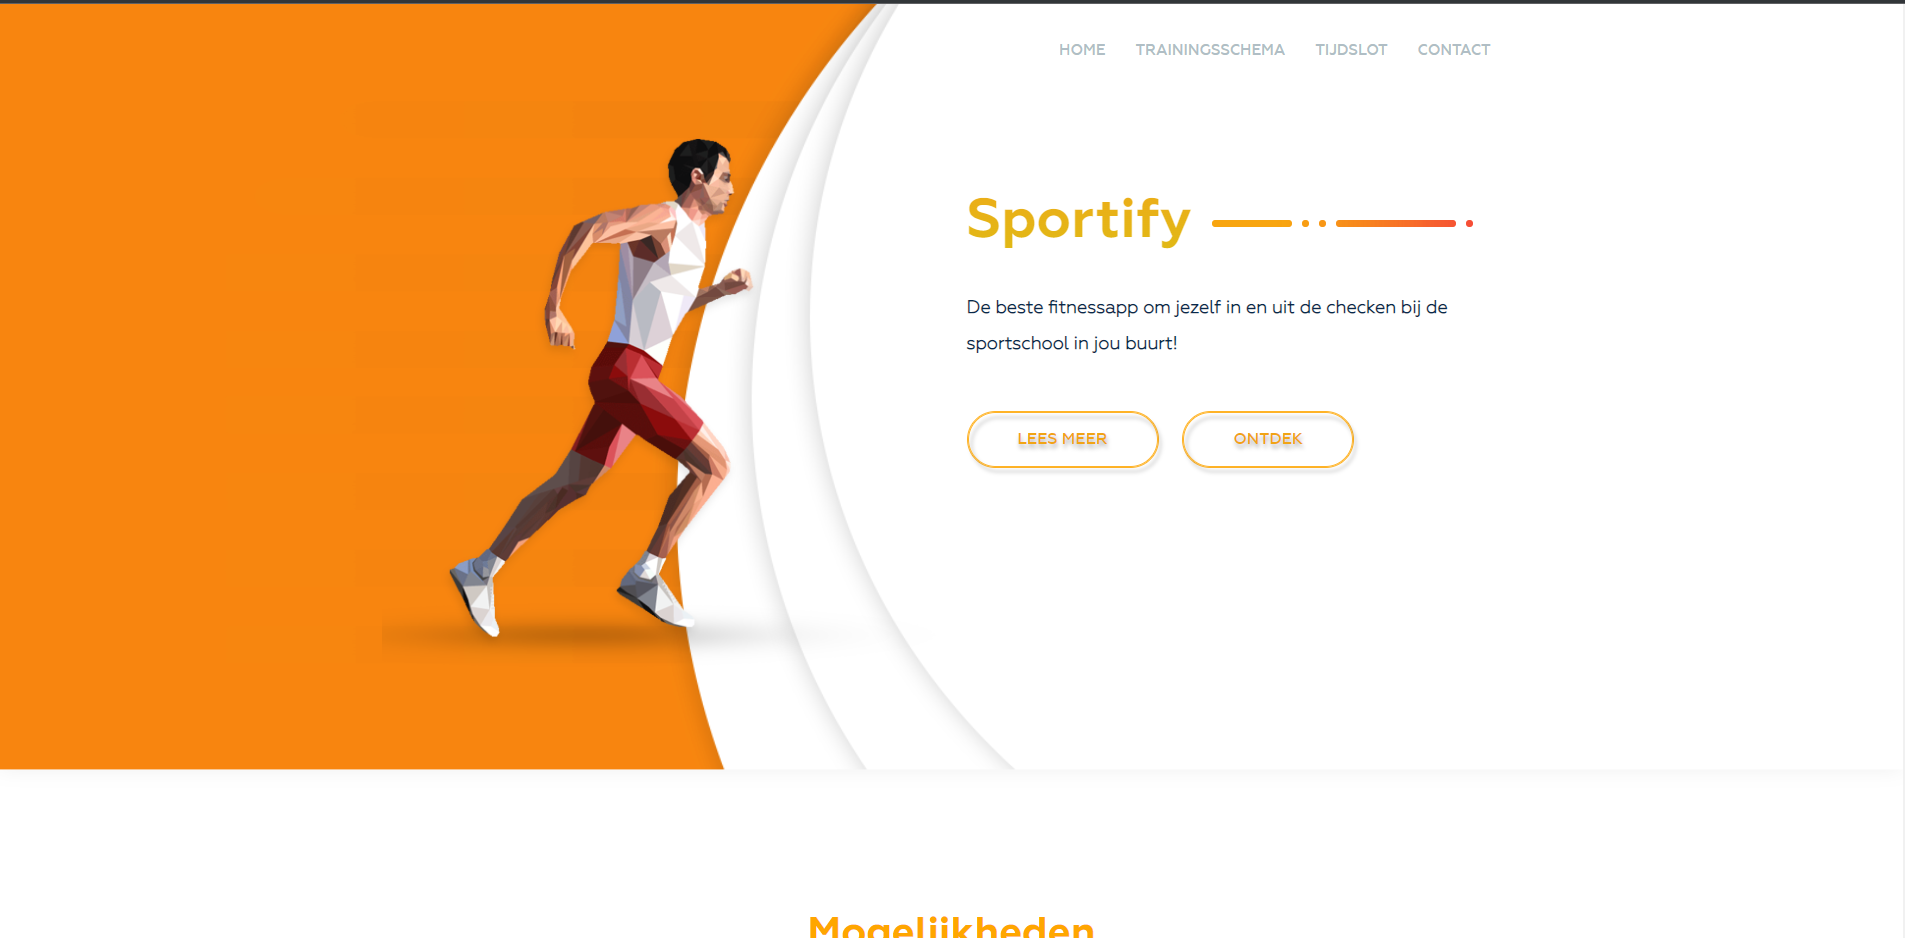 HOME TRAININGSSCHEMA TIJDSLOT CONTACT
Sportify
De beste fitnessapp om jezelf in en uit de checken bij de
sportschool in jou buurt!
LEES MEER ONTDEK
Mogelijkheden